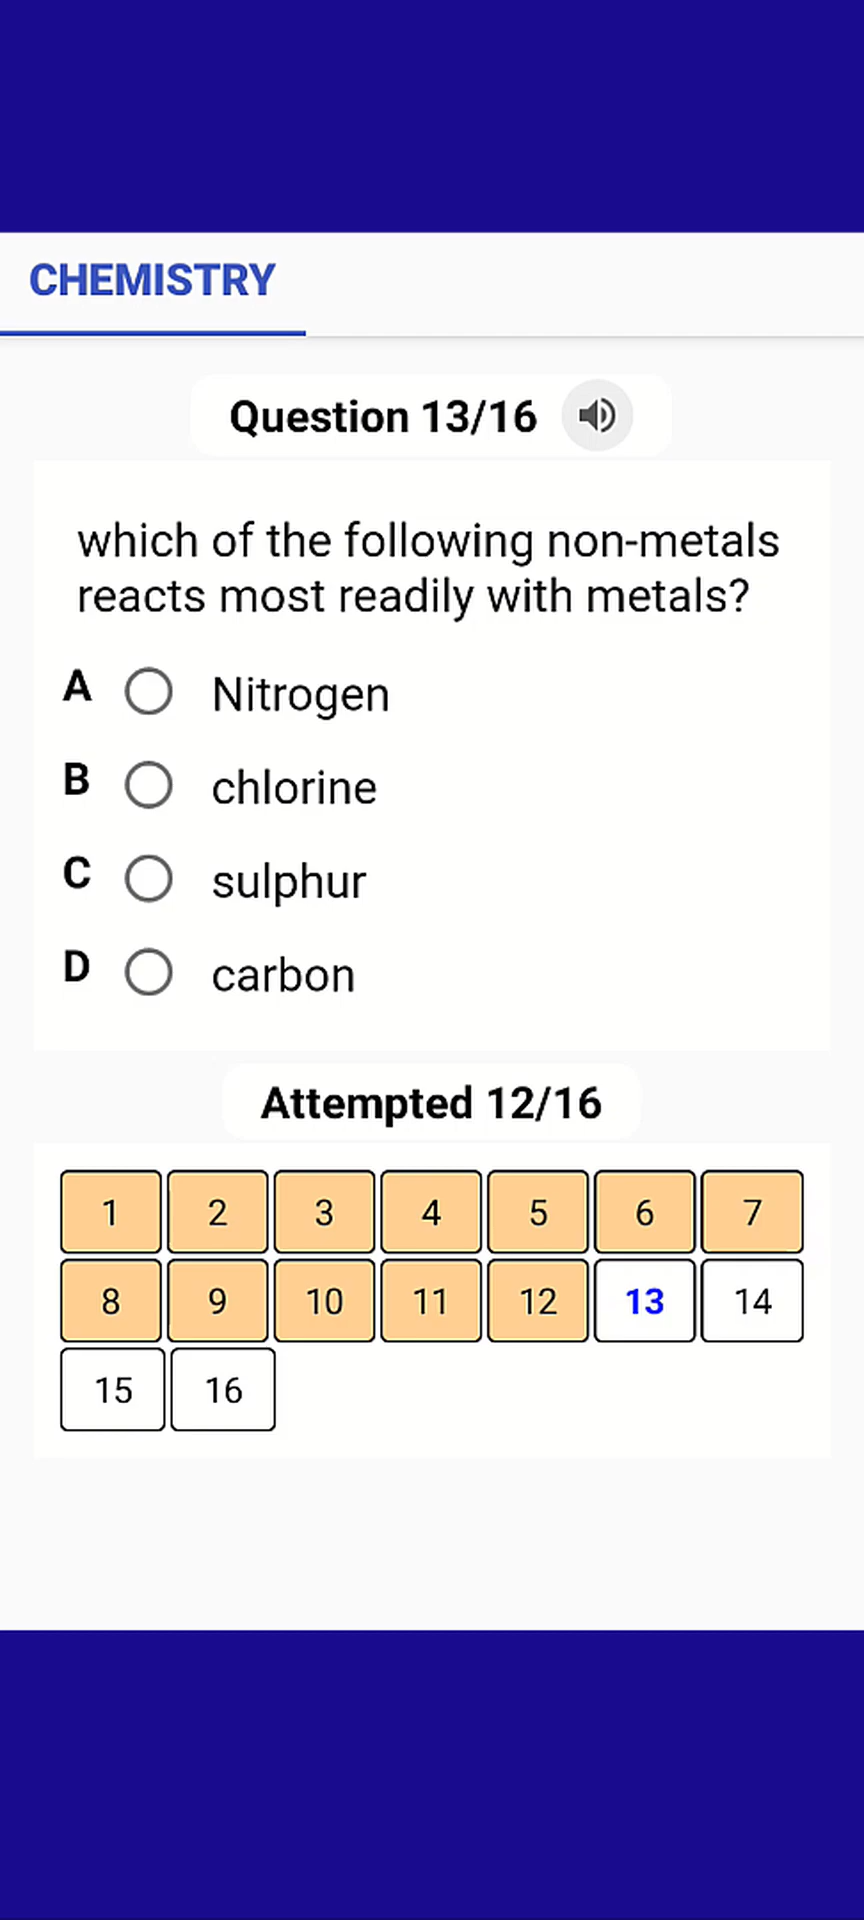 CHEMISTRY
Question 13/16
which of the following non-metals
reacts most readily with metals?
A Nitrogen
B chlorine
C sulphur
D carbon
Attempted 12/16
1 2 3 4 5 6 7
8 9 10 11 12 13 14
15 16